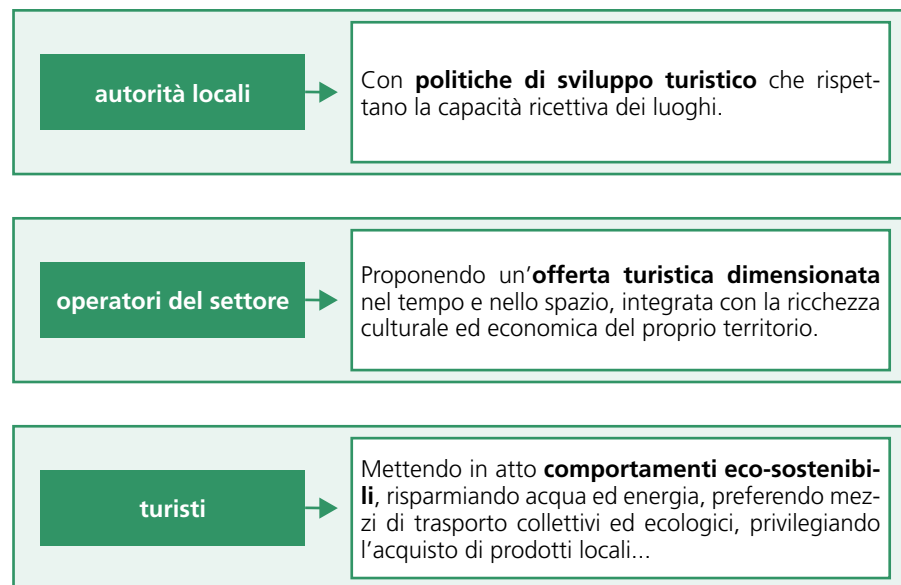 autorità locali
Con politiche di sviluppo turistico che rispet-
tano la capacità ricettiva dei luoghi.
operatori del settore
Proponendo un'offerta turistica dimensionata
nel tempo e nello spazio, integrata con la ricchezza
culturale ed economica del proprio territorio.
turisti
Mettendo in atto comportamenti eco-sostenibi-
li, risparmiando acqua ed energia, preferendo mez-
zi di trasporto collettivi ed ecologici, privilegiando
l'acquisto di prodotti locali...